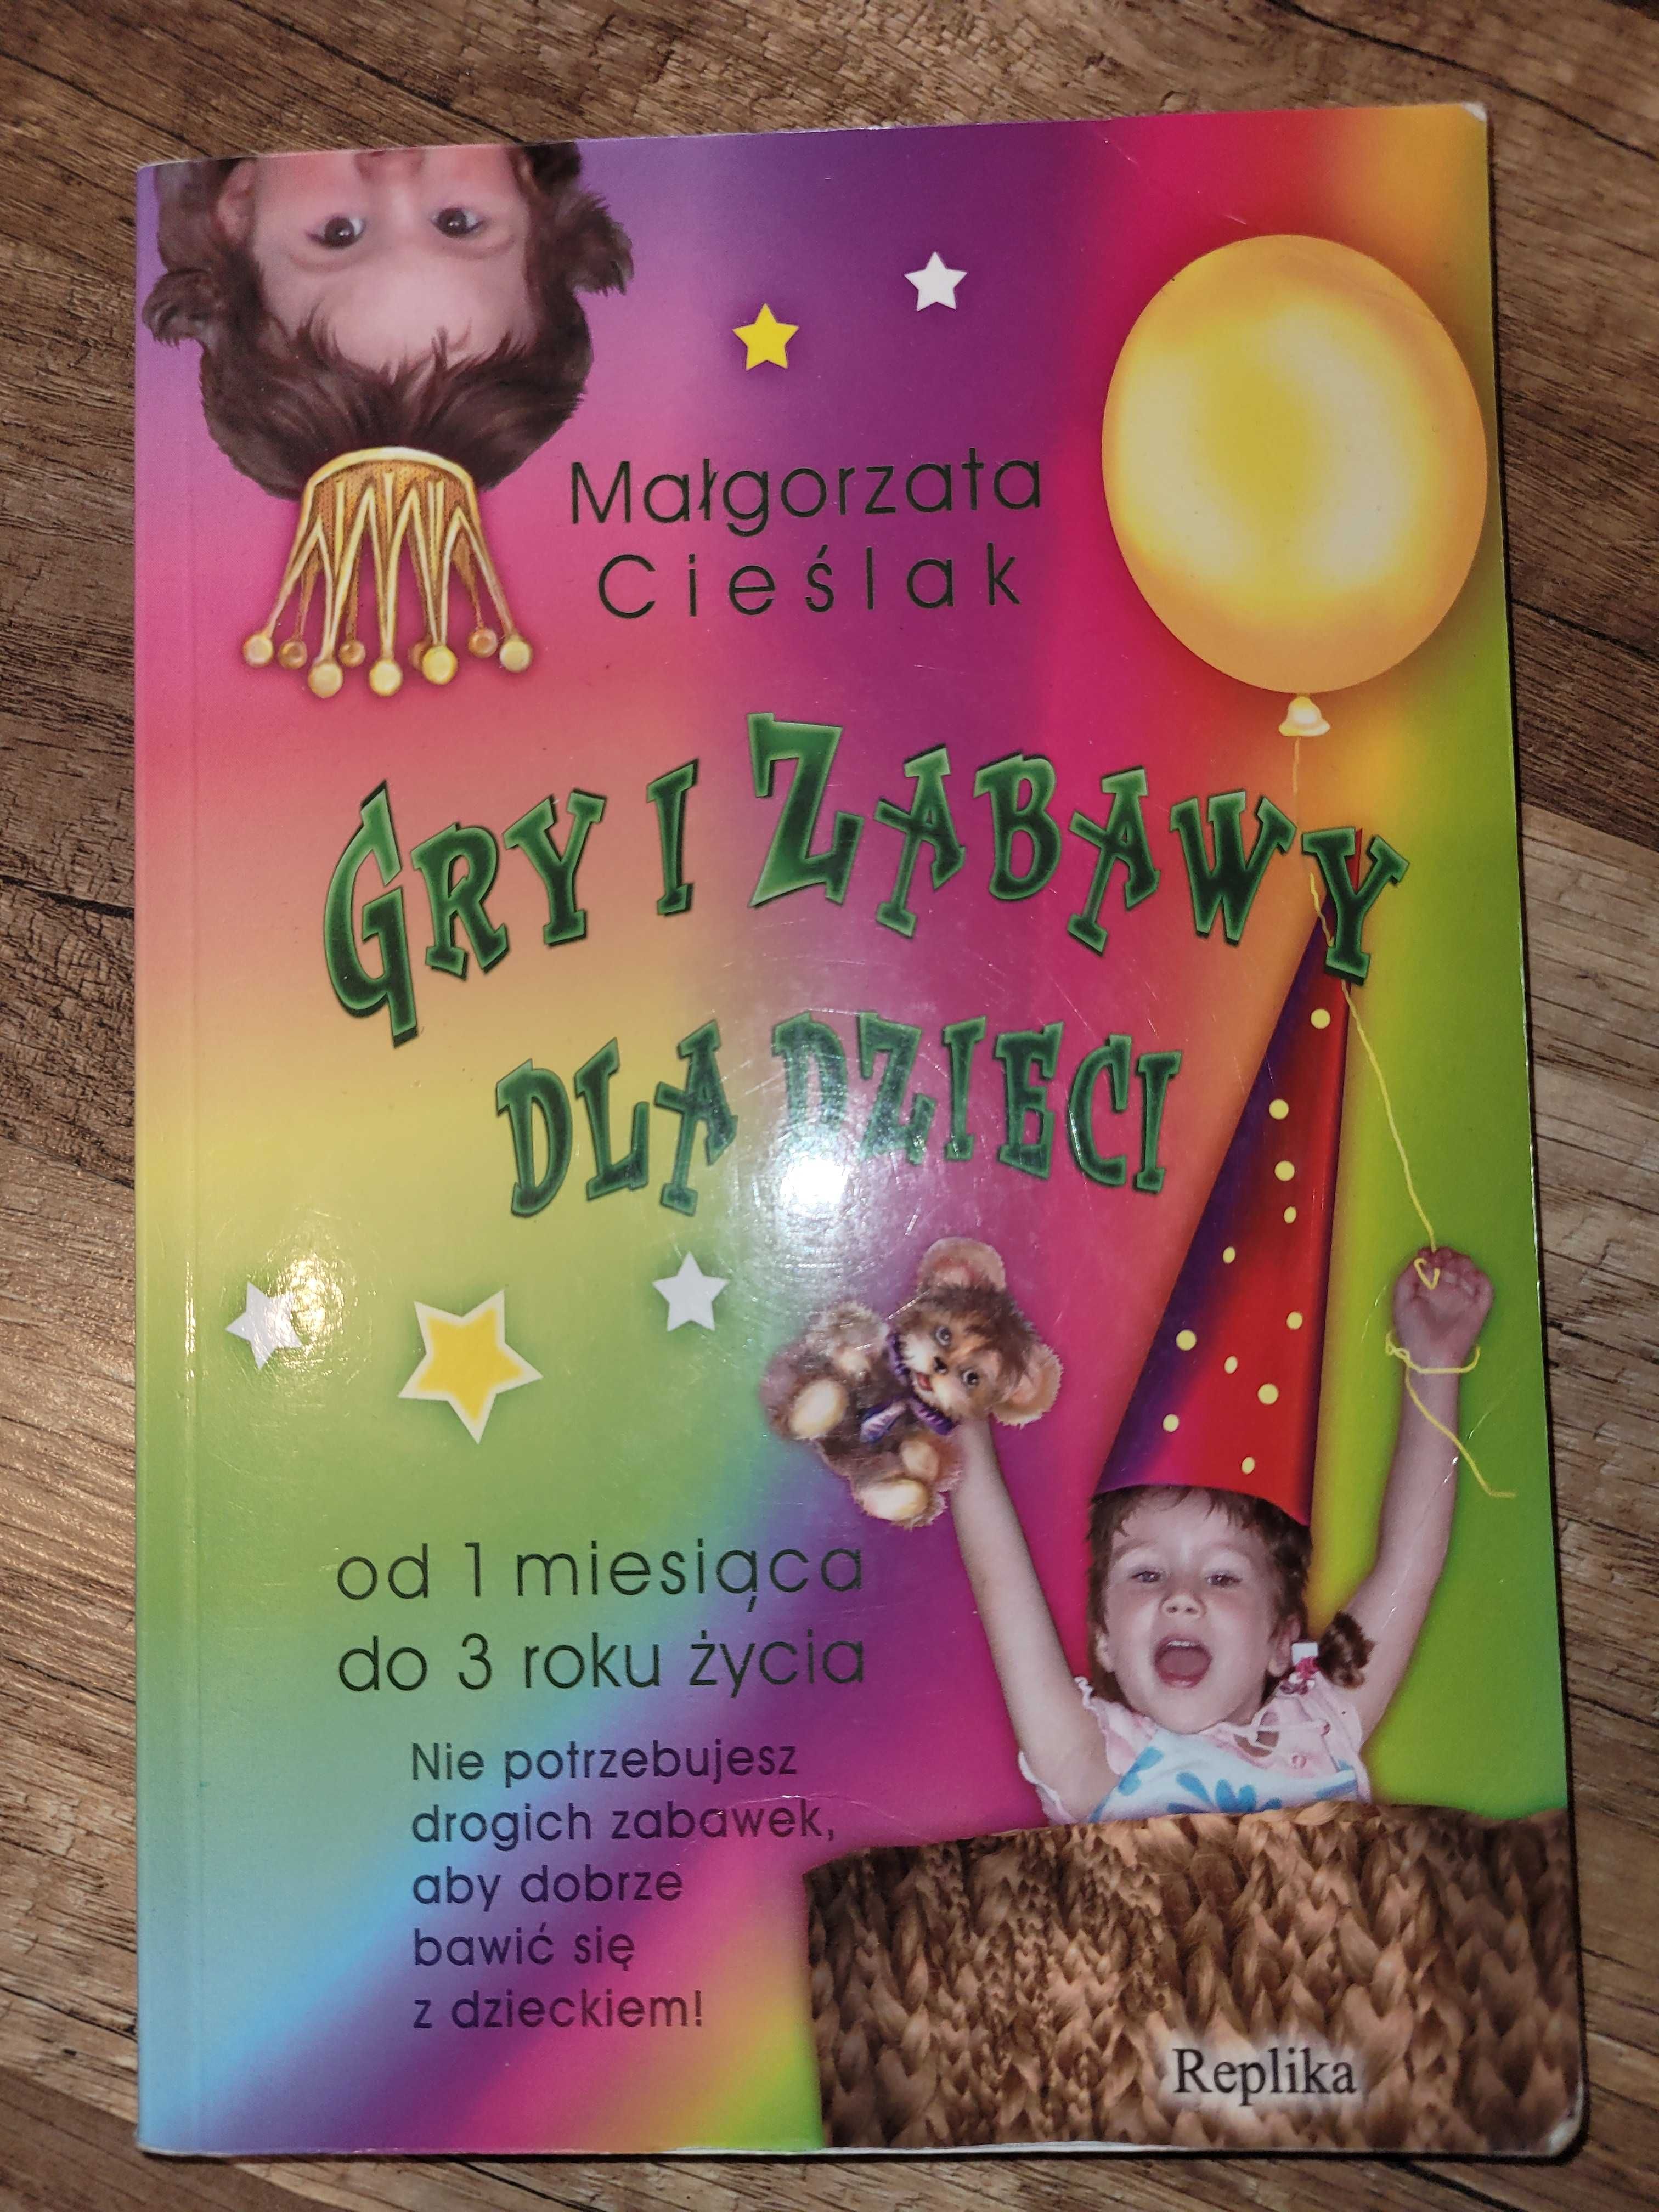 Małgorzata
Cieślak
GRY I ZABAWY
DLA DZIECI
od 1 miesiąca
do 3 roku życia
Nie potrzebujesz
drogich zabawek,
aby dobrze
bawić się
z dzieckiem!
Replika